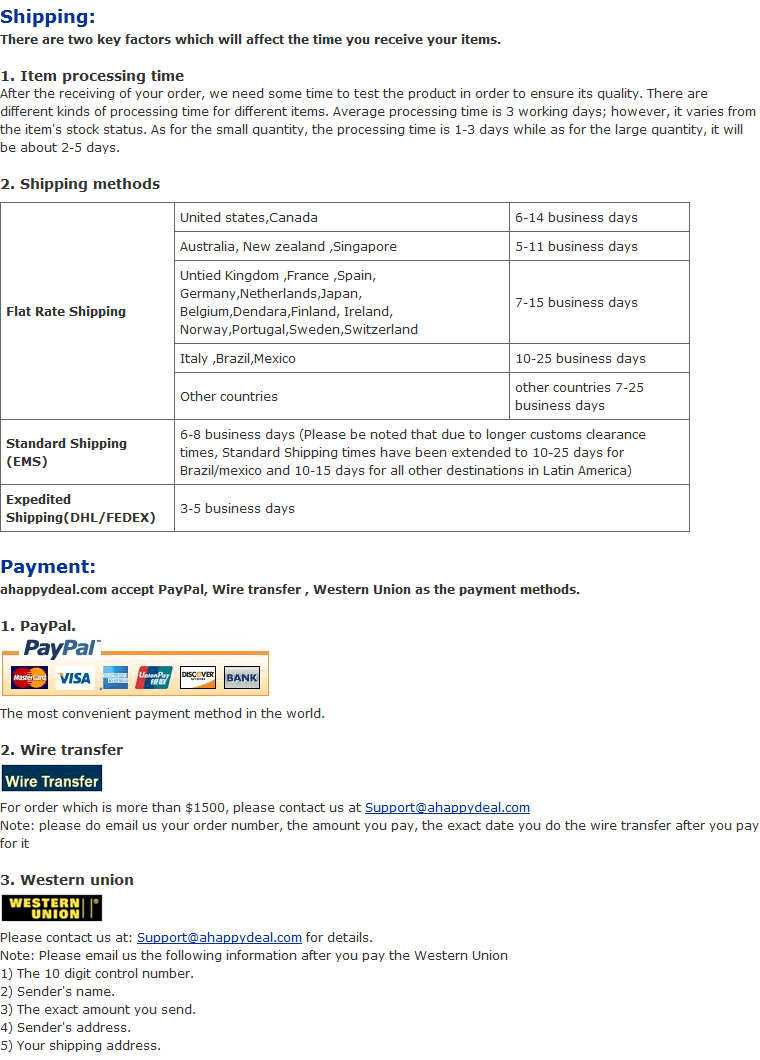 Shipping:
There are two key factors which will affect the time you receive your items.
1. Item processing time
After the receiving of your order, we need some time to test the product in order to ensure its quality. There are
different kinds of processing time for different items. Average processing time is 3 working days; however, it varies from
the item's stock status. As for the small quantity, the processing time is 1-3 days while as for the large quantity, it will
be about 2-5 days.
2. Shipping methods
Flat Rate Shipping
United states,Canada
6-14 business days
Australia, New zealand ,Singapore
5-11 business days
Untied Kingdom ,France ,Spain,
Germany,Netherlands,Japan,
Belgium,Dendara,Finland, Ireland,
Norway,Portugal,Sweden,Switzerland
7-15 business days
Italy ,Brazil,Mexico
10-25 business days
Other countries
other countries 7-25
business days
Standard Shipping
(EMS)
6-8 business days (Please be noted that due to longer customs clearance
times, Standard Shipping times have been extended to 10-25 days for
Brazil/mexico and 10-15 days for all other destinations in Latin America)
Expedited
Shipping(DHL/FEDEX)
3-5 business days
Payment:
ahappydeal.com accept PayPal, Wire transfer , Western Union as the payment methods.
1. PayPal.
PayPal
MasterCard
VISA
UnionPay
银联
DISCOVER
BANK
The most convenient payment method in the world.
2. Wire transfer
Wire Transfer
For order which is more than $1500, please contact us at Support@ahappydeal.com
Note: please do email us your order number, the amount you pay, the exact date you do the wire transfer after you pay
for it
3. Western union
WESTERN
UNION
Please contact us at: Support@ahappydeal.com for details.
Note: Please email us the following information after you pay the Western Union
1) The 10 digit control number.
2) Sender's name.
3) The exact amount you send.
4) Sender's address.
5) Your shipping address.